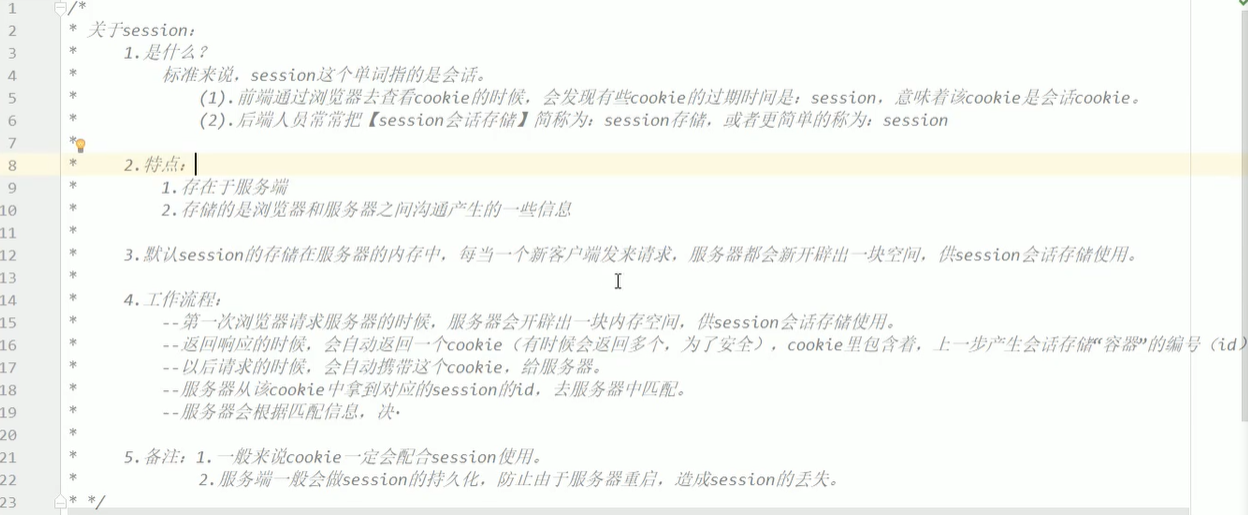 1 /*
2 * 关于session：
3 * 1.是什么？
4 * 标准来说，session这个单词指的是会话。
5 * (1).前端通过浏览器去查看cookie的时候，会发现有些cookie的过期时间是：session，意味着该cookie是会话cookie。
6 * (2).后端人员常常把【session会话存储】简称为：session存储，或者更简单的称为：session
7 *
8 * 2.特点：
9 * 1.存在于服务端
10 * 2.存储的是浏览器和服务器之间沟通产生的一些信息
11 *
12 * 3.默认session的存储在服务器的内存中，每当一个新客户端发来请求，服务器都会新开辟出一块空间，供session会话存储使用。
13 *
14 * 4.工作流程：
15 * --第一次浏览器请求服务器的时候，服务器会开辟出一块内存空间，供session会话存储使用。
16 * --返回响应的时候，会自动返回一个cookie（有时候会返回多个，为了安全），cookie里包含着，上一步产生会话存储“容器”的编号（id）
17 * --以后请求的时候，会自动携带这个cookie，给服务器。
18 * --服务器从该cookie中拿到对应的session的id，去服务器中匹配。
19 * --服务器会根据匹配信息，决·
20 *
21 * 5.备注：1.一般来说cookie一定会配合session使用。
22 * 2.服务端一般会做session的持久化，防止由于服务器重启，造成session的丢失。
23 * */